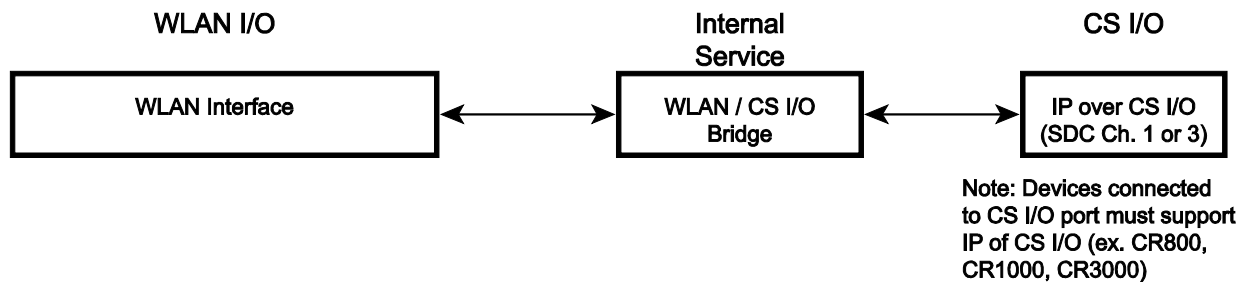 WLAN I/O
Internal
Service
CS I/O
WLAN Interface
WLAN / CS I/O
Bridge
IP over CS I/O
(SDC Ch. 1 or 3)
Note: Devices connected
to CS I/O port must support
IP of CS I/O (ex. CR800,
CR1000, CR3000)